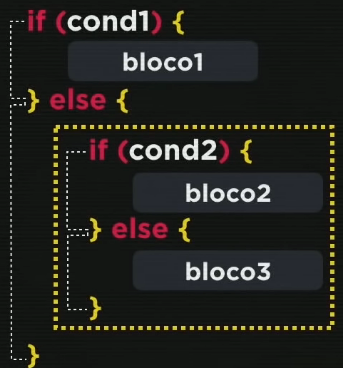 if (cond1) {
bloco1
} else {
if (cond2) {
bloco2
} else {
bloco3
}
}